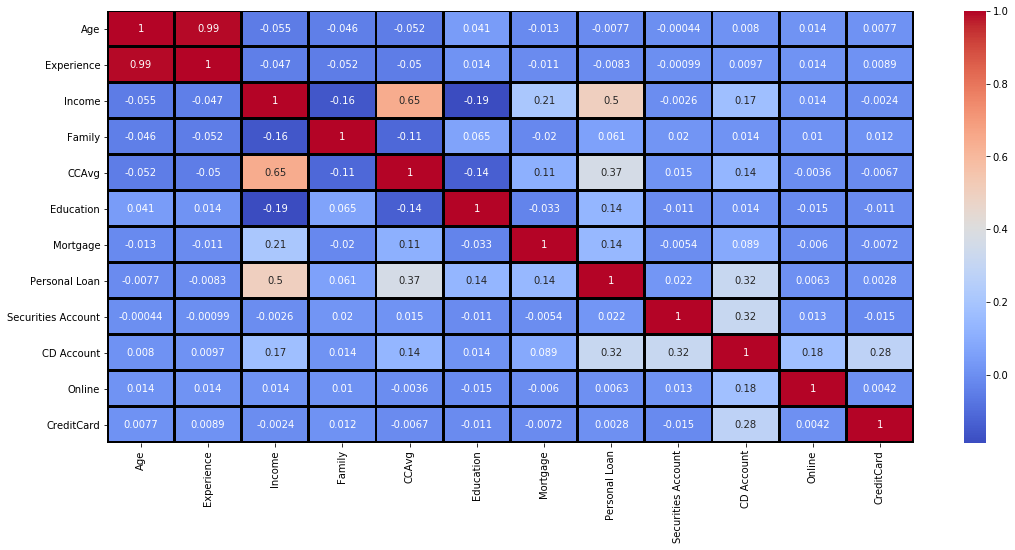 Age 1 0.99 -0.055 -0.046 -0.052 0.041 -0.013 -0.0077 -0.00044 0.008 0.014 0.0077
Experience 0.99 1 -0.047 -0.052 -0.05 0.014 -0.011 -0.0083 -0.00099 0.0097 0.014 0.0089
Income -0.055 -0.047 1 -0.16 0.65 -0.19 0.21 0.5 -0.0026 0.17 0.014 -0.0024
Family -0.046 -0.052 -0.16 1 -0.11 0.065 -0.02 0.061 0.02 0.014 0.01 0.012
CCAvg -0.052 -0.05 0.65 -0.11 1 -0.14 0.11 0.37 0.015 0.14 -0.0036 -0.0067
Education 0.041 0.014 -0.19 0.065 -0.14 1 -0.033 0.14 -0.011 0.014 -0.015 -0.011
Mortgage -0.013 -0.011 0.21 -0.02 0.11 -0.033 1 0.14 -0.0054 0.089 -0.006 -0.0072
Personal Loan -0.0077 -0.0083 0.5 0.061 0.37 0.14 0.14 1 0.022 0.32 0.0063 0.0028
Securities Account -0.00044 -0.00099 -0.0026 0.02 0.015 -0.011 -0.0054 0.022 1 0.32 0.013 -0.015
CD Account 0.008 0.0097 0.17 0.014 0.14 0.014 0.089 0.32 0.32 1 0.18 0.28
Online 0.014 0.014 0.014 0.01 -0.0036 -0.015 -0.006 0.0063 0.013 0.18 1 0.0042
CreditCard 0.0077 0.0089 -0.0024 0.012 -0.0067 -0.011 -0.0072 0.0028 -0.015 0.28 0.0042 1
Age Experience Income Family CCAvg Education Mortgage Personal Loan Securities Account CD Account Online CreditCard
1.0
0.8
0.6
0.4
0.2
0.0